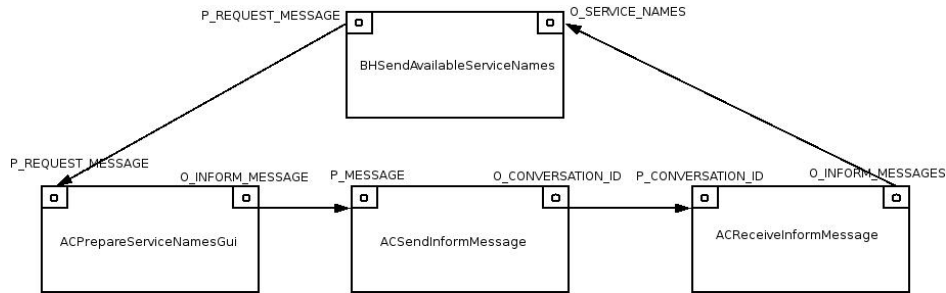 P_REQUEST_MESSAGE
O_SERVICE_NAMES
BHSendAvailableServiceNames
P_REQUEST_MESSAGE
O_INFORM_MESSAGE
P_MESSAGE
O_CONVERSATION_ID
P_CONVERSATION_ID
O_INFORM_MESSAGES
ACPrepareServiceNamesGui
ACSendInformMessage
ACReceiveInformMessage